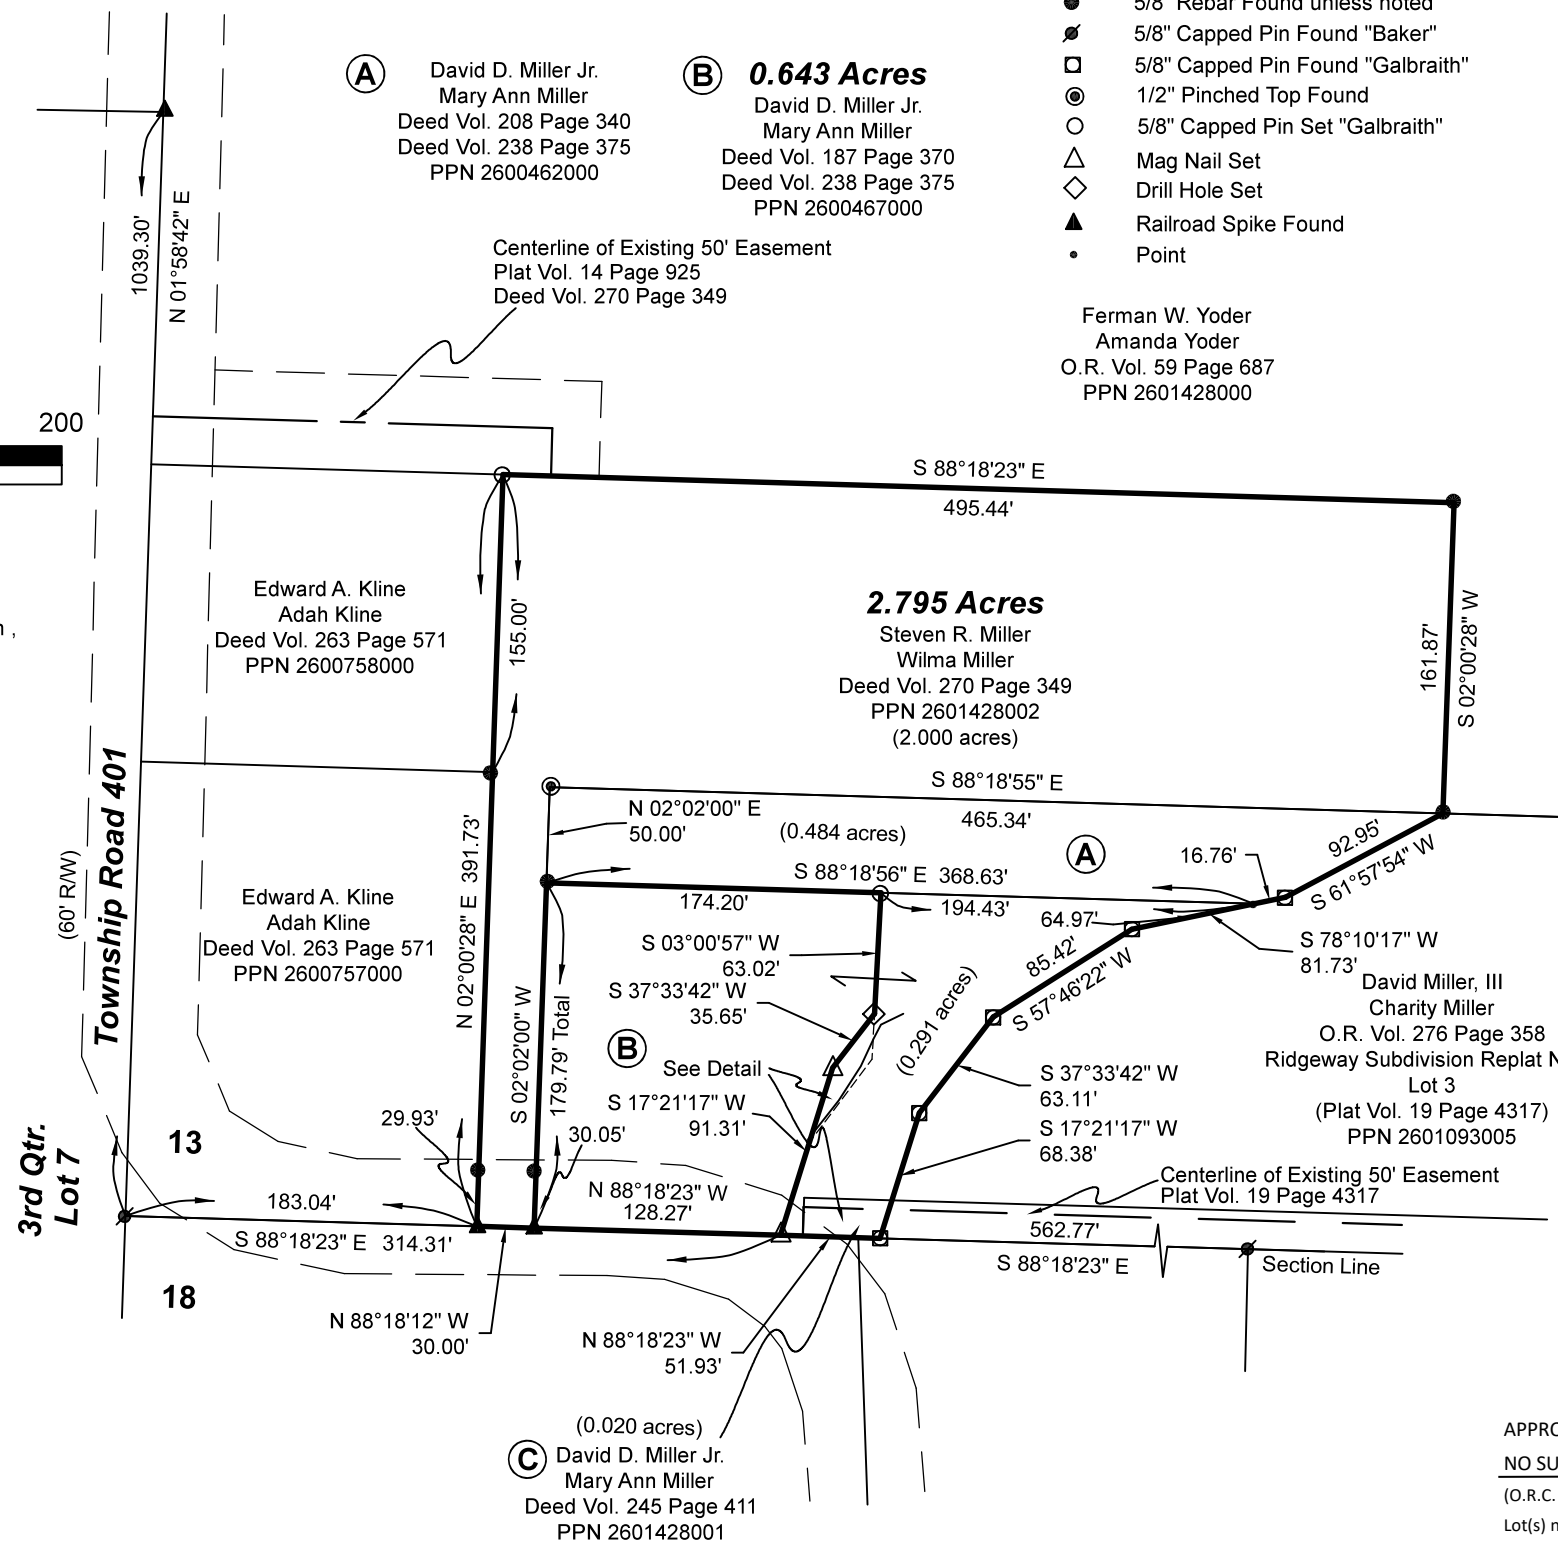 5/8" Rebar Found unless noted
5/8" Capped Pin Found "Baker"
5/8" Capped Pin Found "Galbraith"
1/2" Pinched Top Found
5/8" Capped Pin Set "Galbraith"
Mag Nail Set
Drill Hole Set
Railroad Spike Found
Point
A
David D. Miller Jr.
Mary Ann Miller
Deed Vol. 208 Page 340
Deed Vol. 238 Page 375
PPN 2600462000
B
0.643 Acres
David D. Miller Jr.
Mary Ann Miller
Deed Vol. 187 Page 370
Deed Vol. 238 Page 375
PPN 2600467000
1039.30'
N 01°58'42" E
Centerline of Existing 50' Easement
Plat Vol. 14 Page 925
Deed Vol. 270 Page 349
Ferman W. Yoder
Amanda Yoder
O.R. Vol. 59 Page 687
PPN 2601428000
200
S 88°18'23" E
495.44'
Edward A. Kline
Adah Kline
Deed Vol. 263 Page 571
PPN 2600758000
155.00'
2.795 Acres
Steven R. Miller
Wilma Miller
Deed Vol. 270 Page 349
PPN 2601428002
(2.000 acres)
161.87'
S 02°00'28" W
Township Road 401
(60' R/W)
S 88°18'55" E
465.34'
N 02°02'00" E
50.00'
(0.484 acres)
A
16.76'
92.95'
S 61°57'54" W
S 88°18'56" E 368.63'
174.20'
194.43'
64.97'
S 78°10'17" W
81.73'
85.42'
S 57°46'22" W
Edward A. Kline
Adah Kline
Deed Vol. 263 Page 571
PPN 2600757000
N 02°00'28" E 391.73'
S 02°02'00" W
179.79' Total
S 03°00'57" W
63.02'
S 37°33'42" W
35.65'
B
See Detail
S 17°21'17" W
91.31'
(0.291 acres)
David Miller, III
Charity Miller
O.R. Vol. 276 Page 358
Ridgeway Subdivision Replat N
Lot 3
(Plat Vol. 19 Page 4317)
PPN 2601093005
S 37°33'42" W
63.11'
S 17°21'17" W
68.38'
3rd Qtr.
Lot 7
13
29.93'
30.05'
Centerline of Existing 50' Easement
Plat Vol. 19 Page 4317
183.04'
N 88°18'23" W
128.27'
562.77'
S 88°18'23" E 314.31'
S 88°18'23" E
Section Line
18
N 88°18'12" W
30.00'
N 88°18'23" W
51.93'
(0.020 acres)
C
David D. Miller Jr.
Mary Ann Miller
Deed Vol. 245 Page 411
PPN 2601428001
APPRO
NO SU
(O.R.C.
Lot(s) n